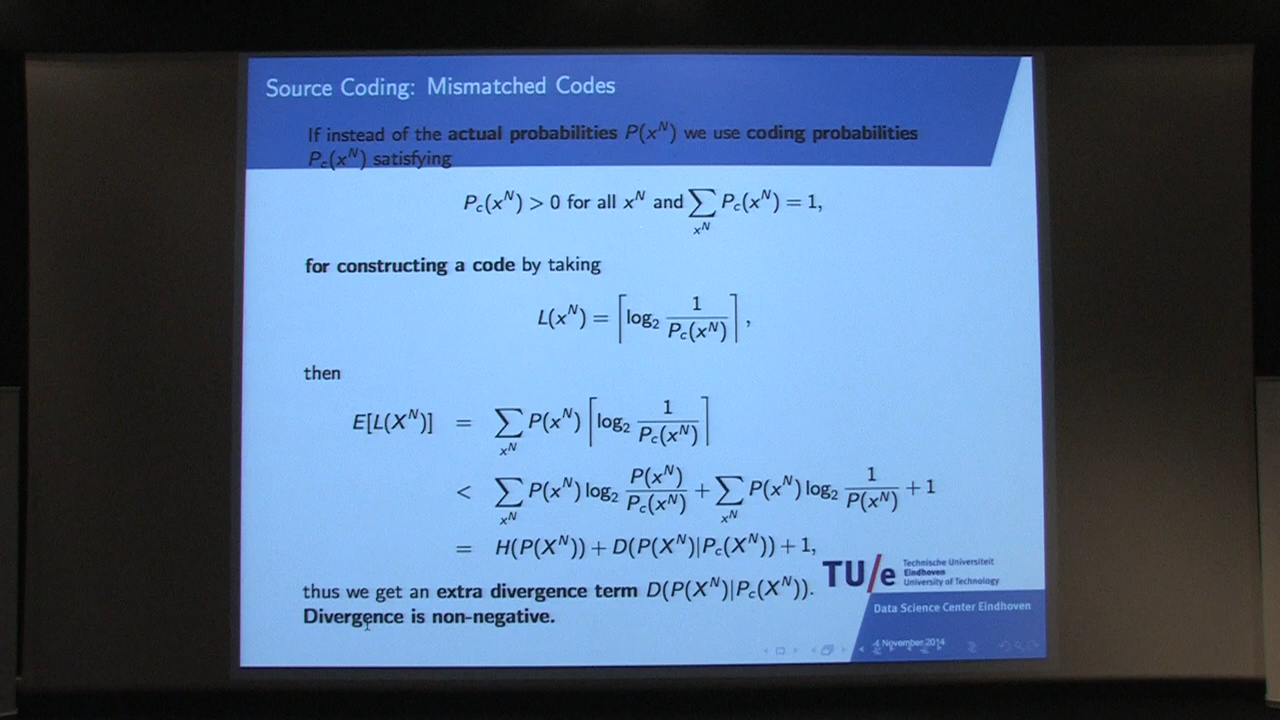 Source Coding: Mismatched Codes
If instead of the actual probabilities P(x^N) we use coding probabilities
P_c(x^N) satisfying
P_c(x^N) > 0 for all x^N and ∑_{x^N} P_c(x^N) = 1,
for constructing a code by taking
L(x^N) = ⌈log₂ 1/P_c(x^N)⌉,
then
E[L(X^N)] = ∑_{x^N} P(x^N) ⌈log₂ 1/P_c(x^N)⌉
< ∑_{x^N} P(x^N) log₂ P(x^N)/P_c(x^N) + ∑_{x^N} P(x^N) log₂ 1/P(x^N) + 1
= H(P(X^N)) + D(P(X^N)|P_c(X^N)) + 1,
thus we get an extra divergence term D(P(X^N)|P_c(X^N)).
Divergence is non-negative.
TU/e
Technische Universiteit
Eindhoven
University of Technology
Data Science Center Eindhoven
4 November 2014